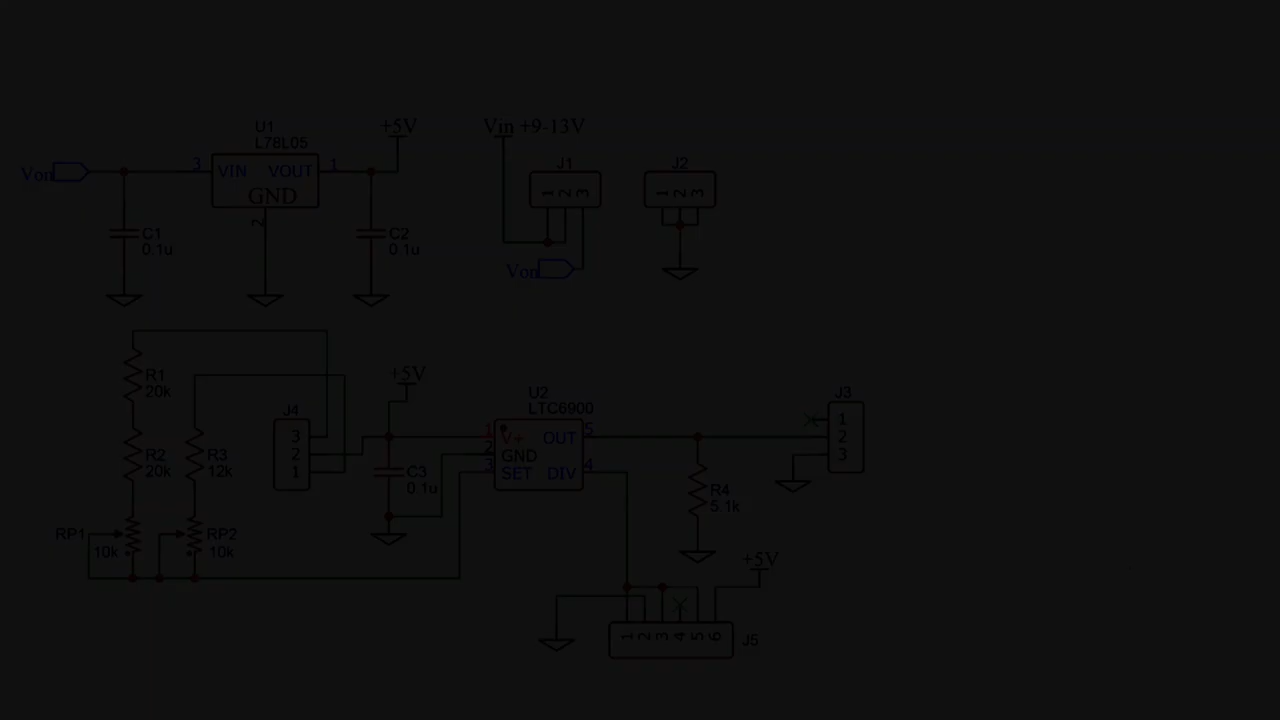 U1
L78L05
+5V
Vin +9-13V
J1
J2
Von
3
VIN
VOUT
1
GND
2
1
2
3
1
2
3
C1
0.1u
C2
0.1u
Von
R1
20k
+5V
J4
U2
LTC6900
J3
3
2
1
1
V+
OUT
5
1
2
GND
2
3
SET
DIV
4
3
R2
20k
R3
12k
C3
0.1u
R4
5.1k
RP1
10k
RP2
10k
+5V
1
2
3
4
5
6
J5